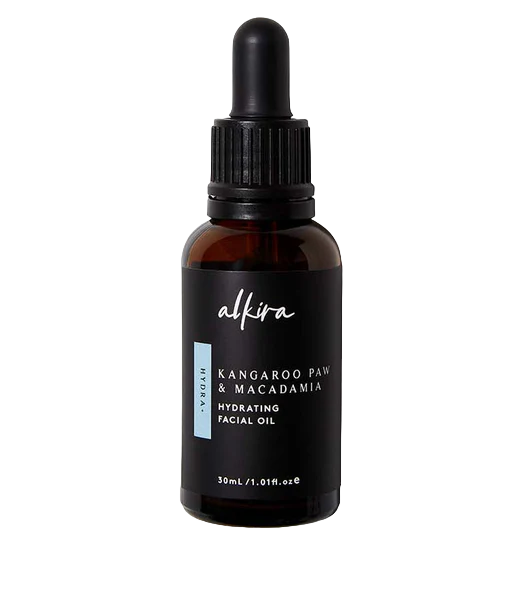 alkira
HYDRA+
KANGAROO PAW
& MACADAMIA
HYDRATING
FACIAL OIL
30mL/1.01fl.oz℮